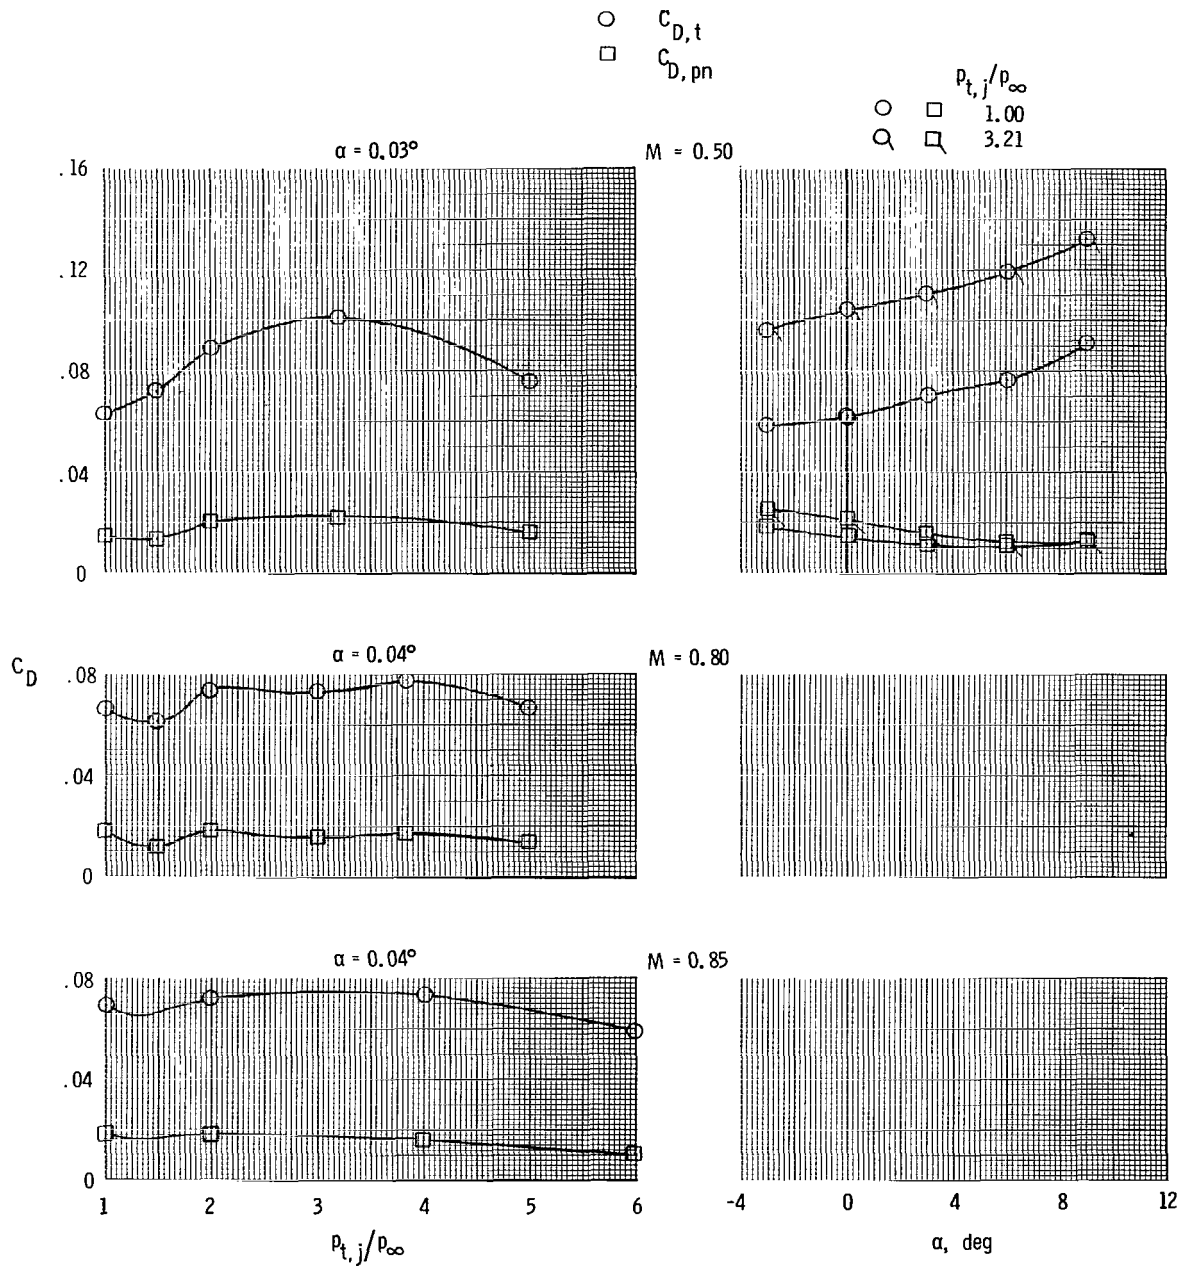 C_D,t
C_D,pn
p_t,j/p_∞
1.00
3.21
α = 0.03°
M = 0.50
.16
.12
.08
.04
0
α = 0.04°
M = 0.80
C_D
.08
.04
0
α = 0.04°
M = 0.85
.08
.04
0
1 2 3 4 5 6
-4 0 4 8 12
p_t,j/p_∞
α, deg